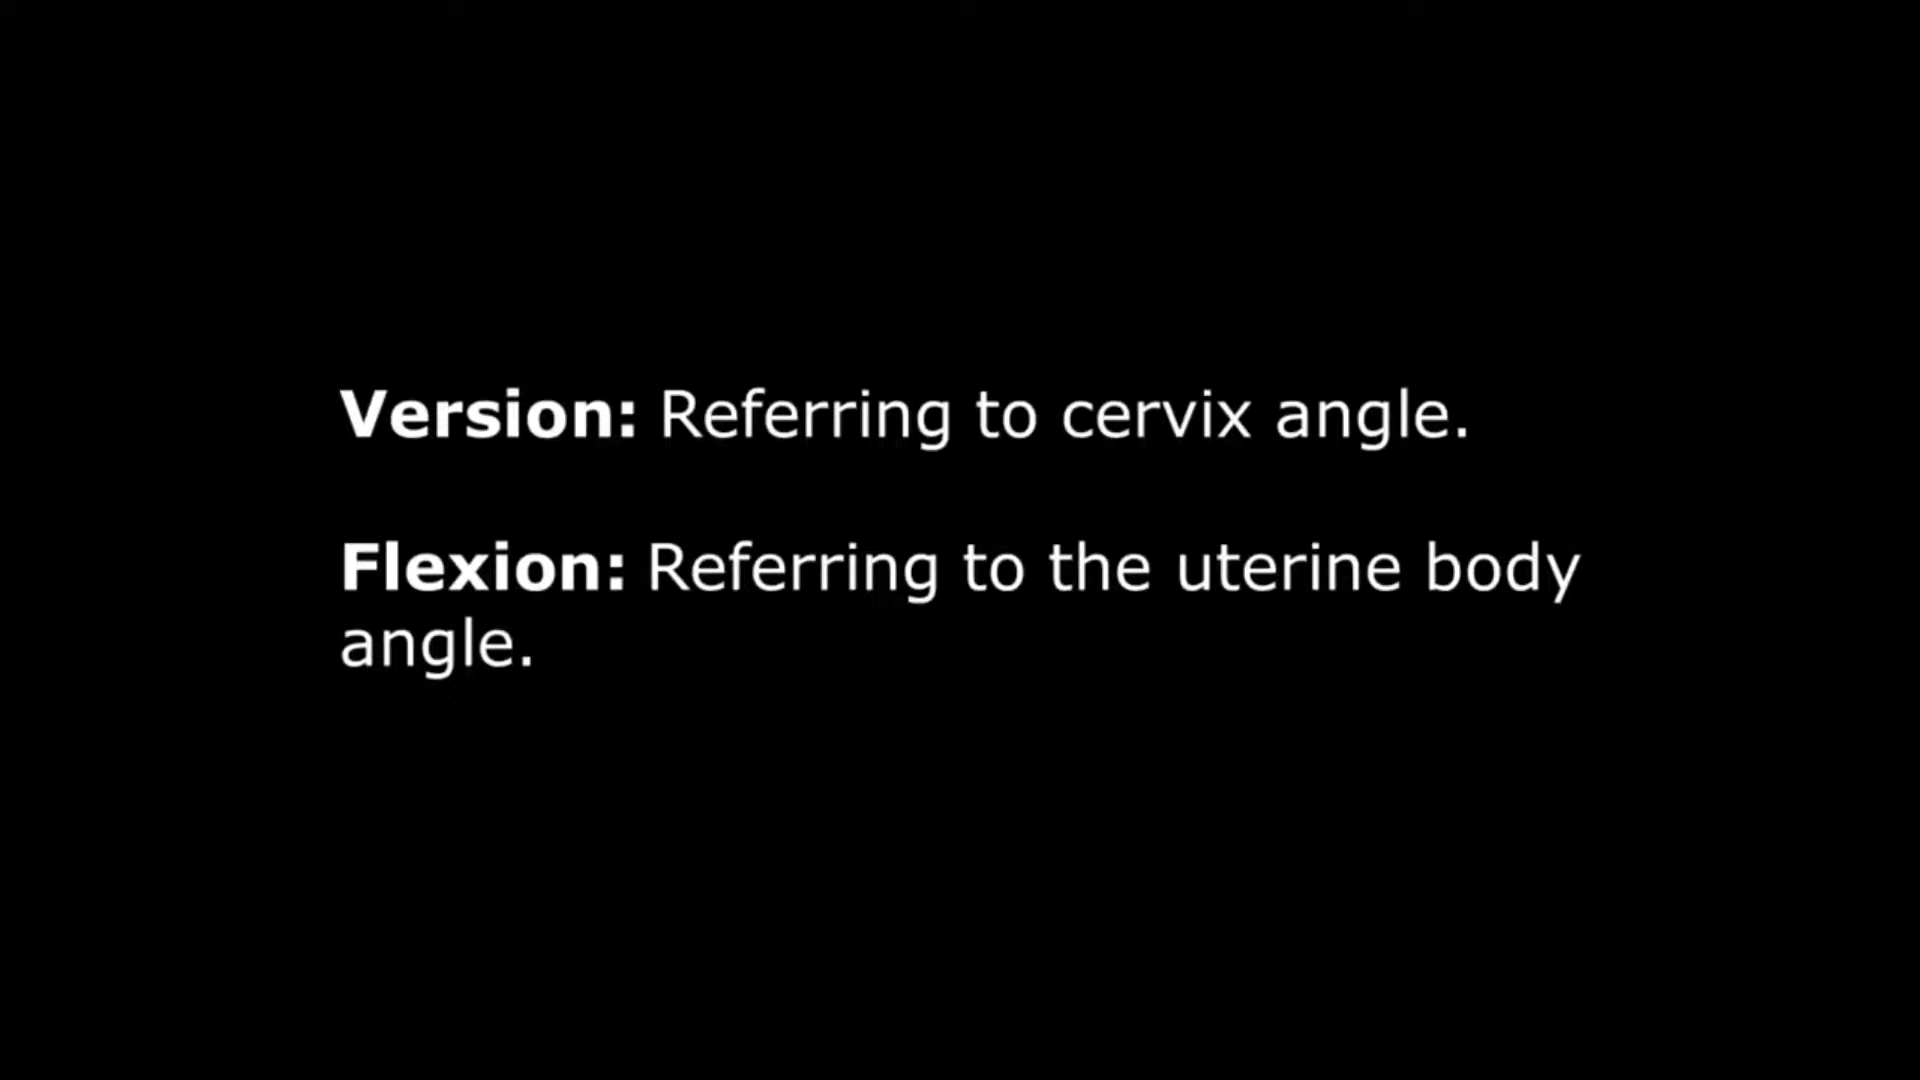 Version: Referring to cervix angle.
Flexion: Referring to the uterine body
angle.